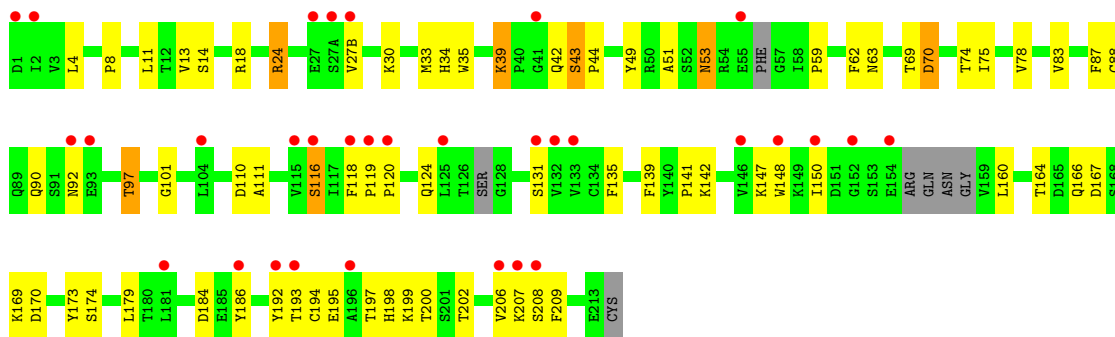 D1 I2 V3 L4 P8 L11 T12 V13 S14 R18 R24 E27 S27A V27B K30 M33 H34 W35 K39 P40 G41 Q42 S43 P44 Y49 R50 A51 S52 N53 R54 E55 PHE G57 I58 P59 F62 N63 T69 D70 T74 I75 V78 V83 F87 C88
Q89 Q90 S91 N92 E93 T97 G101 L104 D110 A111 V115 S116 I117 F118 P119 P120 Q124 L125 T126 SER G128 S131 V132 V133 C134 F135 F139 Y140 P141 K142 V146 K147 W148 K149 I150 D151 G152 S153 E154 ARG GLN ASN GLY V159 L160 T164 D165 Q166 D167 S168
K169 D170 Y173 S174 L179 T180 L181 D184 E185 Y186 Y192 T193 C194 E195 A196 T197 H198 K199 T200 S201 T202 V206 K207 S208 F209 E213 CYS